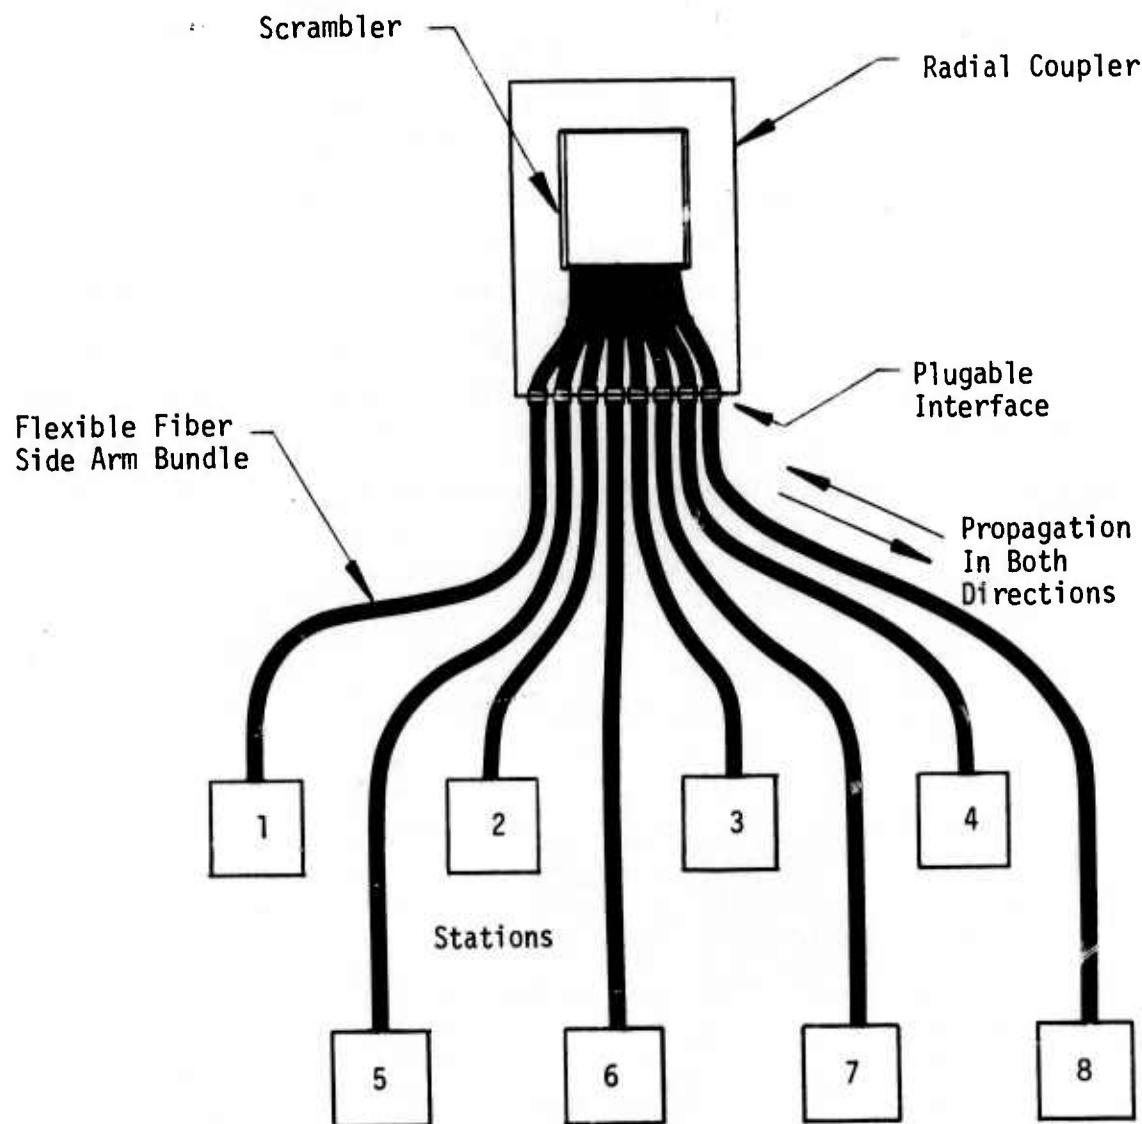 Scrambler
Radial Coupler
Plugable
Interface
Flexible Fiber
Side Arm Bundle
Propagation
In Both
Directions
1
2
3
4
Stations
5
6
7
8